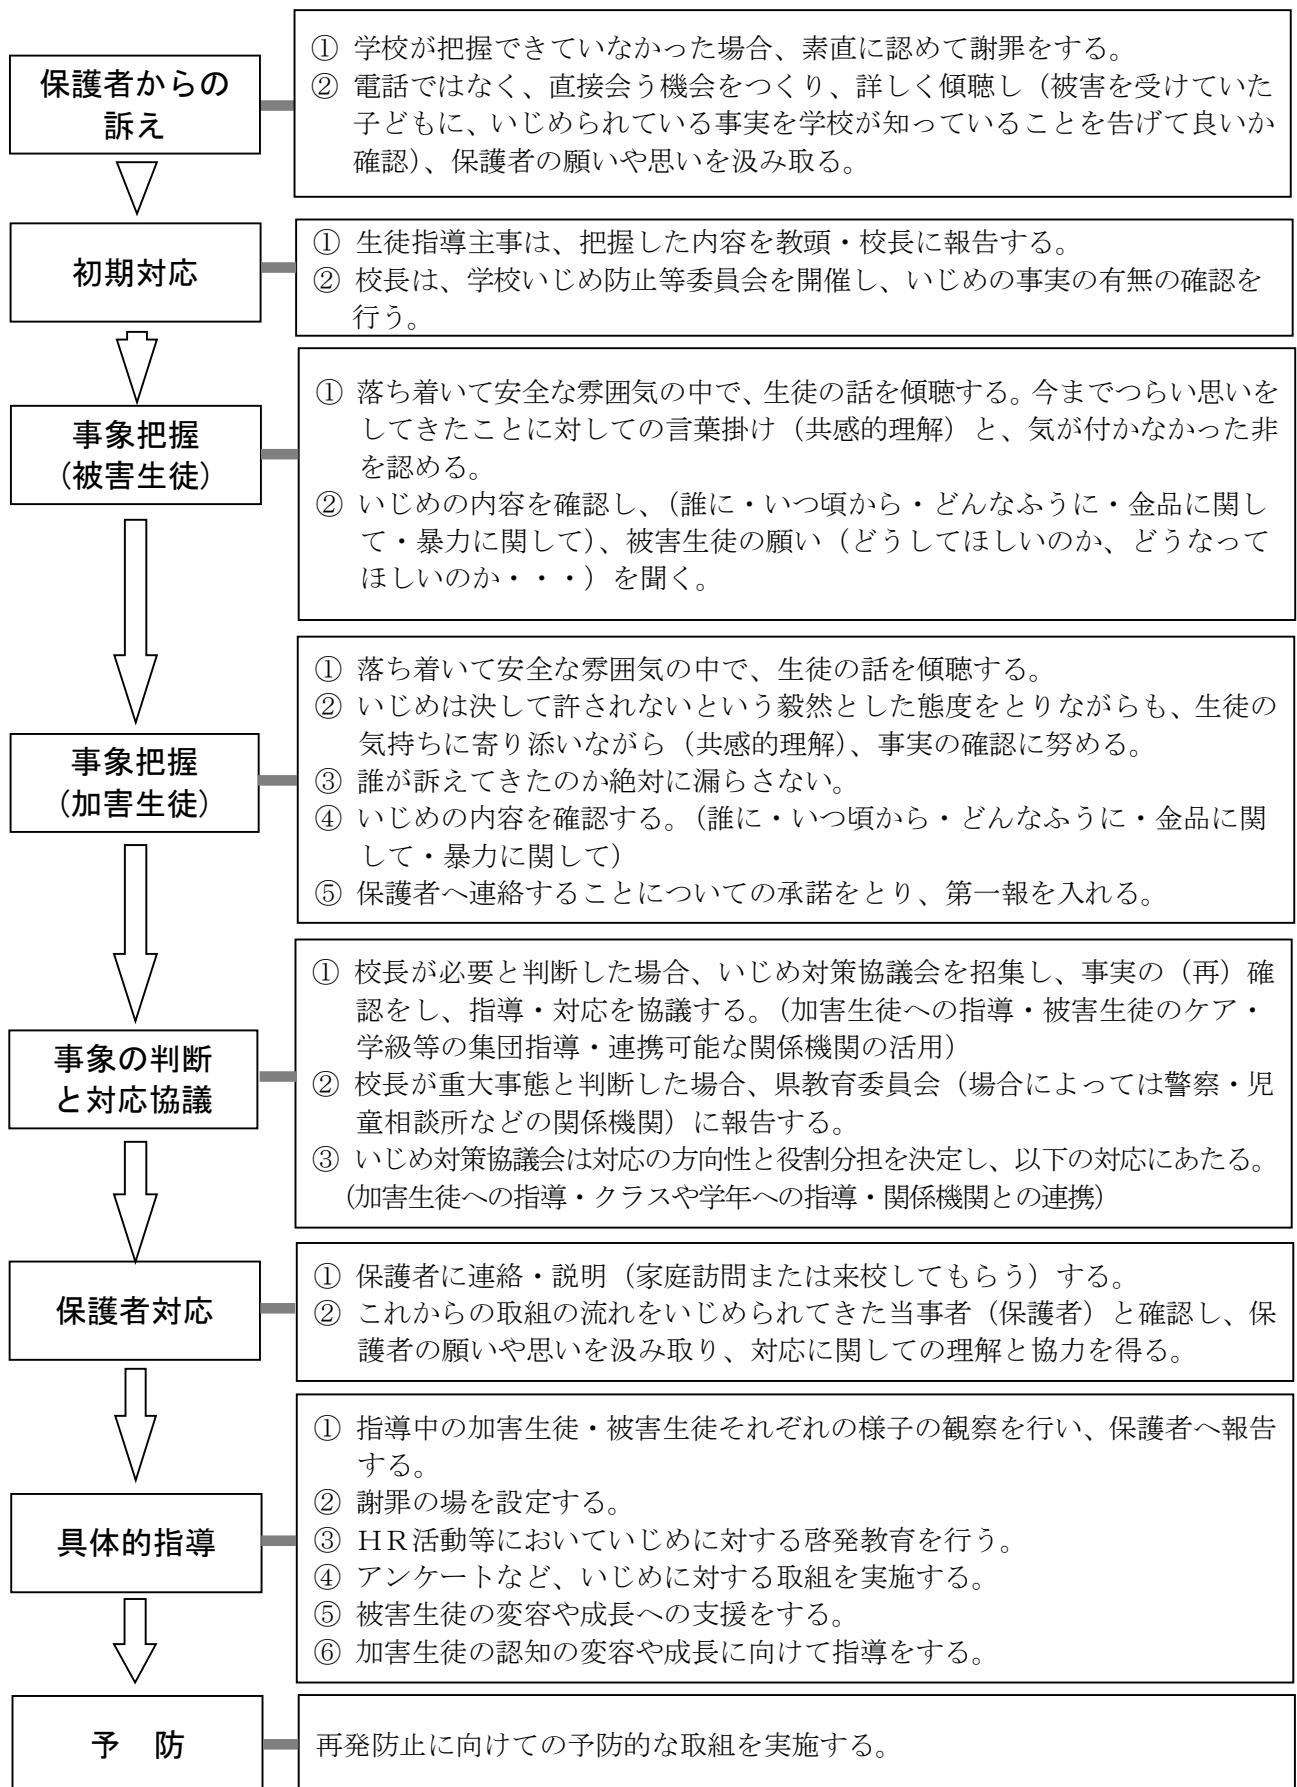 保護者からの
訴え
① 学校が把握できていなかった場合、素直に認めて謝罪をする。
② 電話ではなく、直接会う機会をつくり、詳しく傾聴し（被害を受けていた
子どもに、いじめられている事実を学校が知っていることを告げて良いか
確認）、保護者の願いや思いを汲み取る。
初期対応
① 生徒指導主事は、把握した内容を教頭・校長に報告する。
② 校長は、学校いじめ防止等委員会を開催し、いじめの事実の有無の確認を
行う。
事象把握
（被害生徒）
① 落ち着いて安全な雰囲気の中で、生徒の話を傾聴する。今までつらい思いを
してきたことに対しての言葉掛け（共感的理解）と、気が付かなかった非
を認める。
② いじめの内容を確認し、（誰に・いつ頃から・どんなふうに・金品に関し
て・暴力に関して）、被害生徒の願い（どうしてほしいのか、どうなって
ほしいのか・・・）を聞く。
事象把握
（加害生徒）
① 落ち着いて安全な雰囲気の中で、生徒の話を傾聴する。
② いじめは決して許されないという毅然とした態度をとりながらも、生徒の
気持ちに寄り添いながら（共感的理解）、事実の確認に努める。
③ 誰が訴えてきたのか絶対に漏らさない。
④ いじめの内容を確認する。（誰に・いつ頃から・どんなふうに・金品に関
して・暴力に関して）
⑤ 保護者へ連絡することについての承諾をとり、第一報を入れる。
事象の判断
と対応協議
① 校長が必要と判断した場合、いじめ対策協議会を招集し、事実の（再）確
認をし、指導・対応を協議する。（加害生徒への指導・被害生徒のケア・
学級等の集団指導・連携可能な関係機関の活用）
② 校長が重大事態と判断した場合、県教育委員会（場合によっては警察・児
童相談所などの関係機関）に報告する。
③ いじめ対策協議会は対応の方向性と役割分担を決定し、以下の対応にあたる。
（加害生徒への指導・クラスや学年への指導・関係機関との連携）
保護者対応
① 保護者に連絡・説明（家庭訪問または来校してもらう）する。
② これからの取組の流れをいじめられてきた当事者（保護者）と確認し、保
護者の願いや思いを汲み取り、対応に関しての理解と協力を得る。
具体的指導
① 指導中の加害生徒・被害生徒それぞれの様子の観察を行い、保護者へ報告
する。
② 謝罪の場を設定する。
③ ＨＲ活動等においていじめに対する啓発教育を行う。
④ アンケートなど、いじめに対する取組を実施する。
⑤ 被害生徒の変容や成長への支援をする。
⑥ 加害生徒の認知の変容や成長に向けて指導をする。
予　防
再発防止に向けての予防的な取組を実施する。